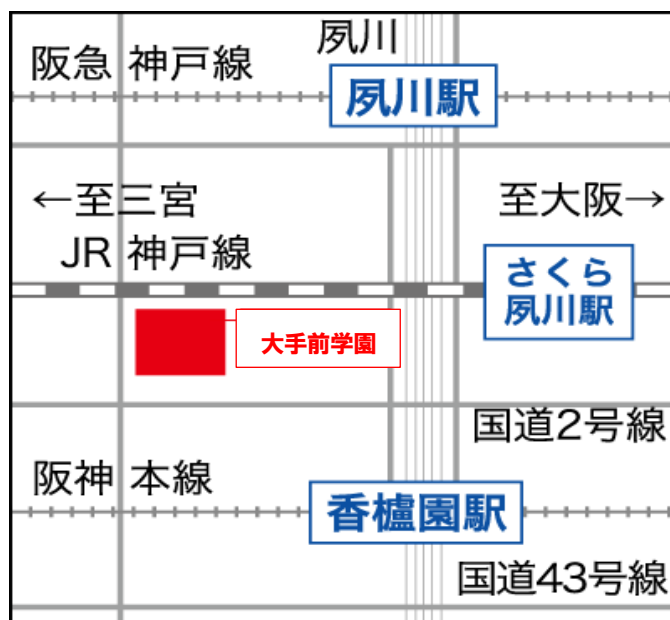 夙川
阪急 神戸線
夙川駅
←至三宮
至大阪→
JR 神戸線
さくら
夙川駅
大手前学園
国道2号線
阪神 本線
香櫨園駅
国道43号線